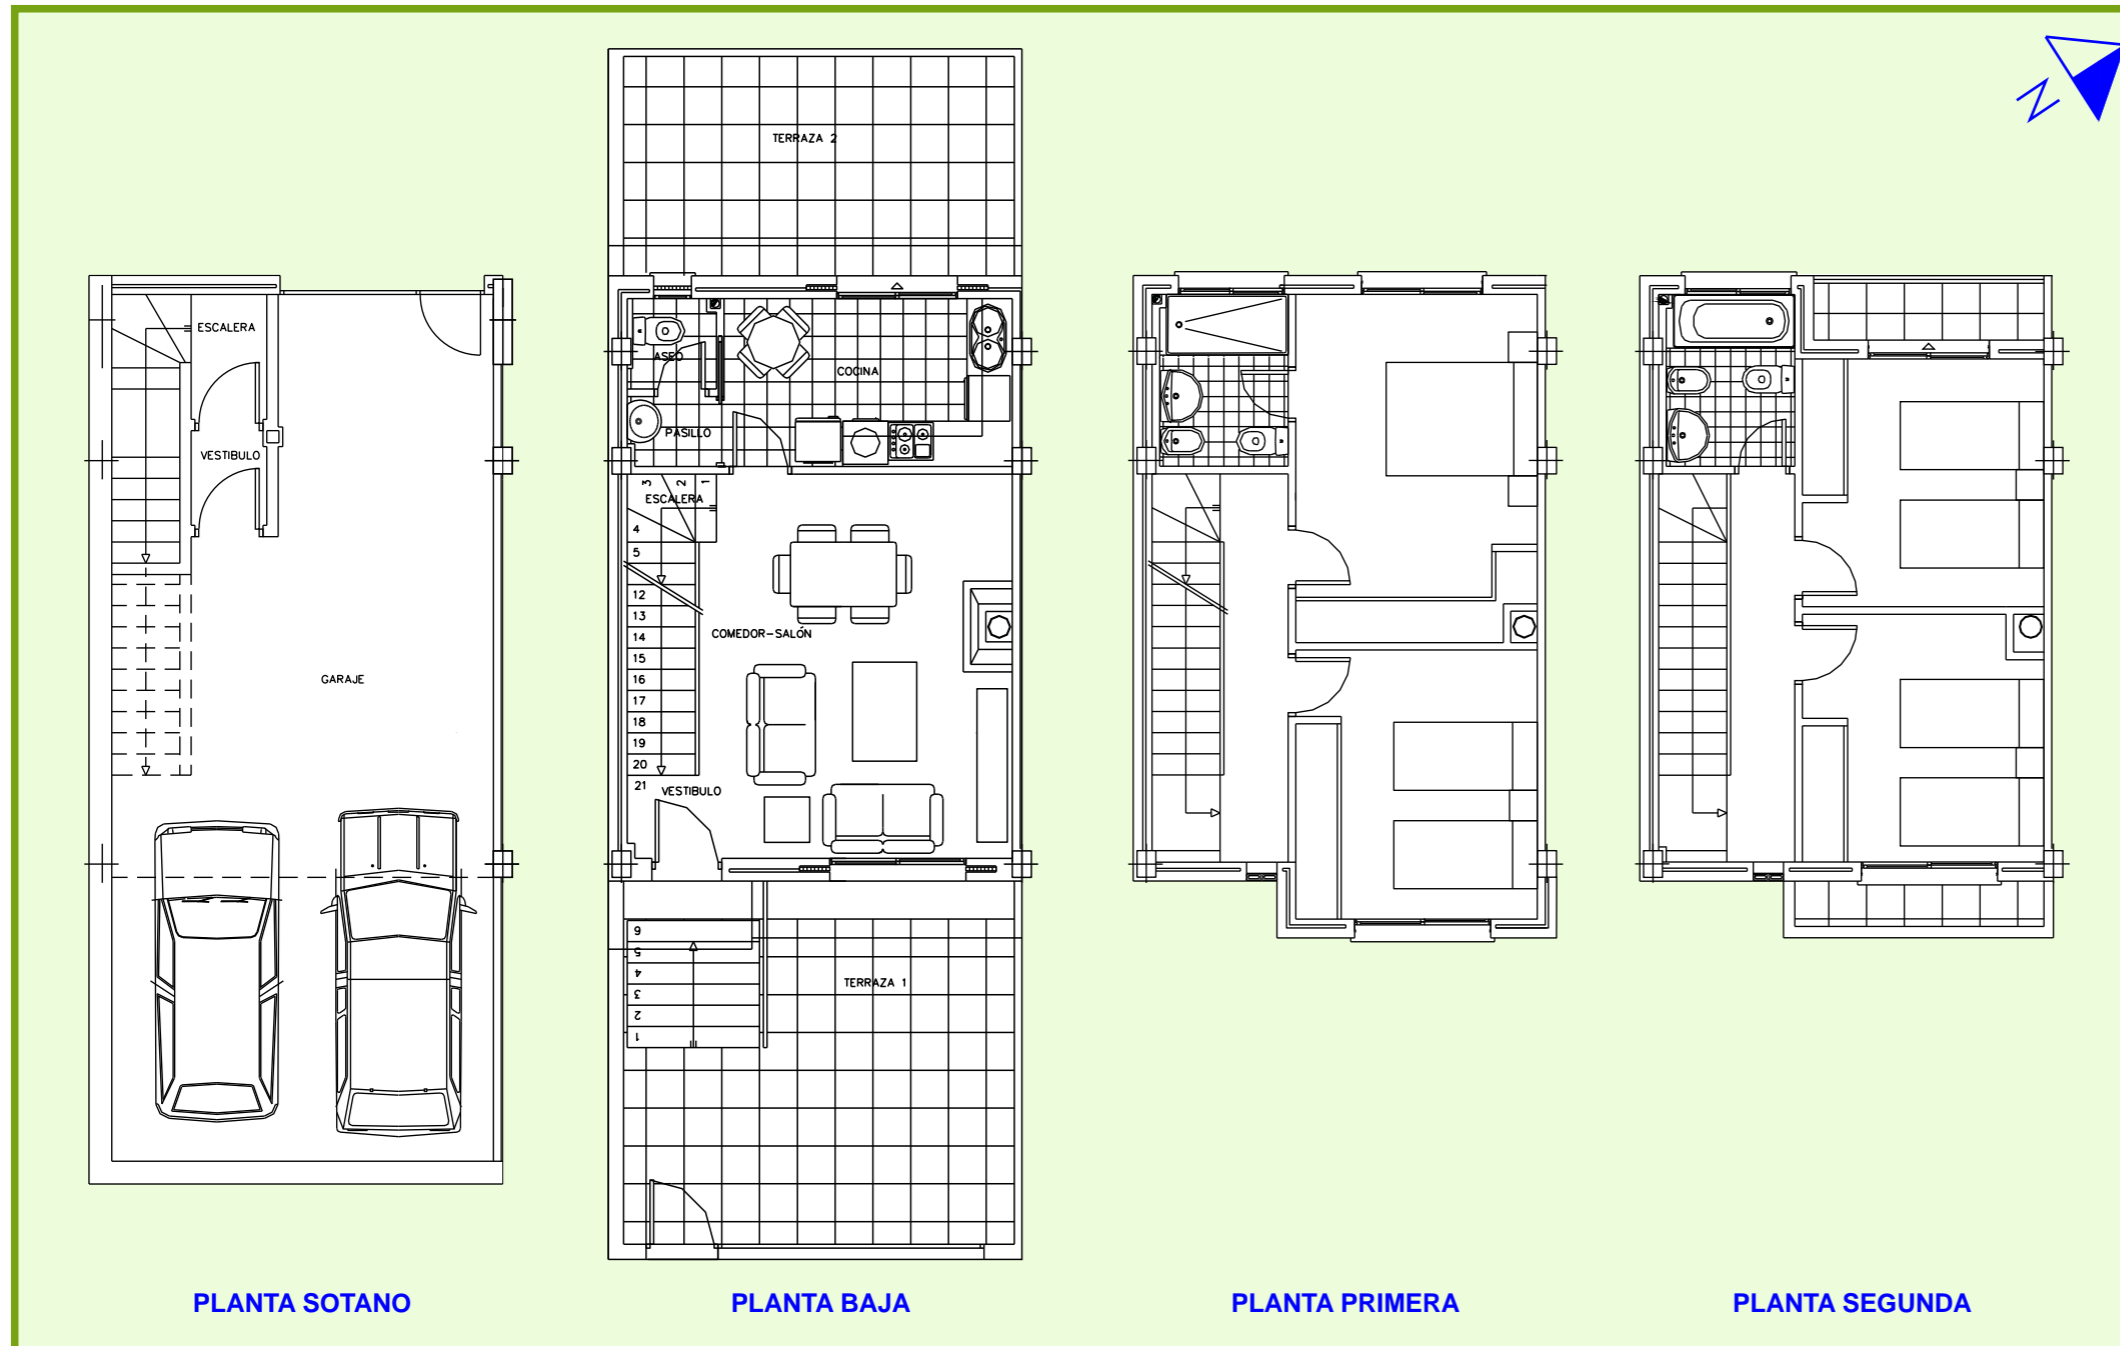 N
ESCALERA
VESTIBULO
GARAJE
PLANTA SOTANO
TERRAZA 2
ASEO
COCINA
PASILLO
3 2 1
ESCALERA
4
5
12
13
COMEDOR-SALÓN
14
15
16
17
18
19
20
21
VESTIBULO
6
5
4
3
2
1
TERRAZA 1
PLANTA BAJA
PLANTA PRIMERA
PLANTA SEGUNDA